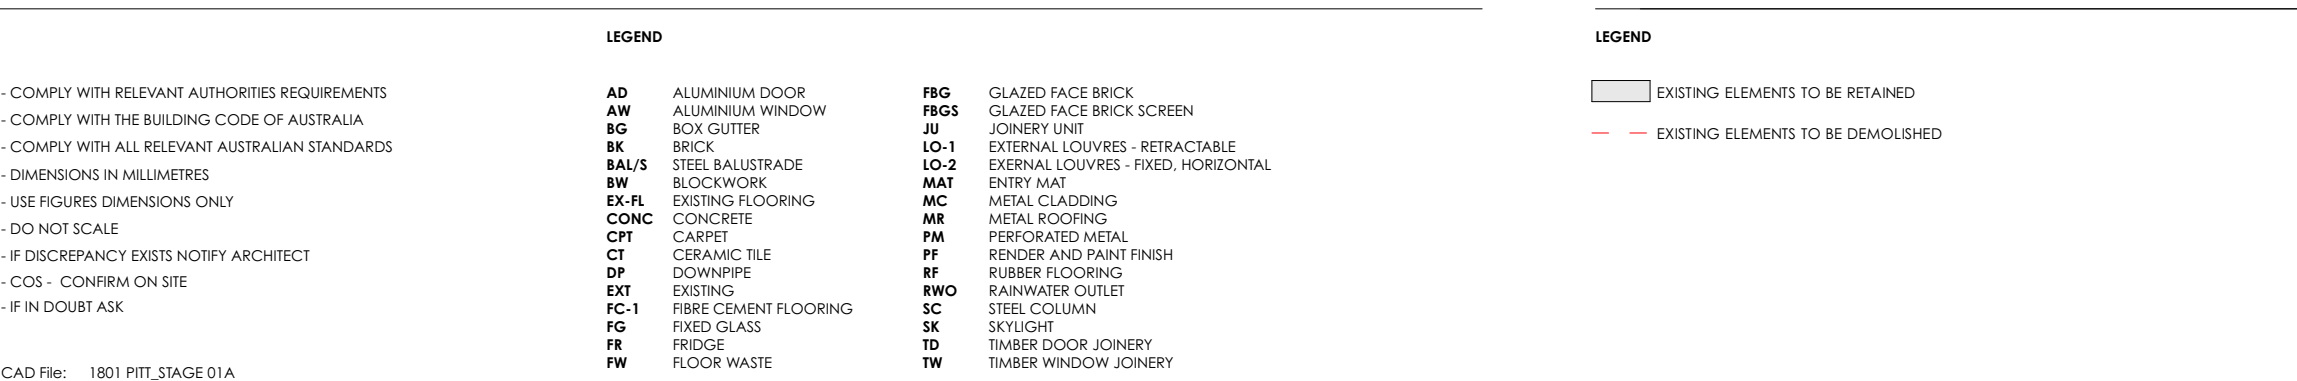 - COMPLY WITH RELEVANT AUTHORITIES REQUIREMENTS
- COMPLY WITH THE BUILDING CODE OF AUSTRALIA
- COMPLY WITH ALL RELEVANT AUSTRALIAN STANDARDS
- DIMENSIONS IN MILLIMETRES
- USE FIGURES DIMENSIONS ONLY
- DO NOT SCALE
- IF DISCREPANCY EXISTS NOTIFY ARCHITECT
- COS - CONFIRM ON SITE
- IF IN DOUBT ASK
CAD File: 1801 PITT_STAGE 01A
LEGEND
AD ALUMINIUM DOOR
AW ALUMINIUM WINDOW
BG BOX GUTTER
BK BRICK
BAL/S STEEL BALUSTRADE
BW BLOCKWORK
EX-FL EXISTING FLOORING
CONC CONCRETE
CPT CARPET
CT CERAMIC TILE
DP DOWNPIPE
EXT EXISTING
FC-1 FIBRE CEMENT FLOORING
FG FIXED GLASS
FR FRIDGE
FW FLOOR WASTE
FBG GLAZED FACE BRICK
FBGS GLAZED FACE BRICK SCREEN
JU JOINERY UNIT
LO-1 EXTERNAL LOUVRES - RETRACTABLE
LO-2 EXERNAL LOUVRES - FIXED, HORIZONTAL
MAT ENTRY MAT
MC METAL CLADDING
MR METAL ROOFING
PM PERFORATED METAL
PF RENDER AND PAINT FINISH
RF RUBBER FLOORING
RWO RAINWATER OUTLET
SC STEEL COLUMN
SK SKYLIGHT
TD TIMBER DOOR JOINERY
TW TIMBER WINDOW JOINERY
LEGEND
EXISTING ELEMENTS TO BE RETAINED
EXISTING ELEMENTS TO BE DEMOLISHED